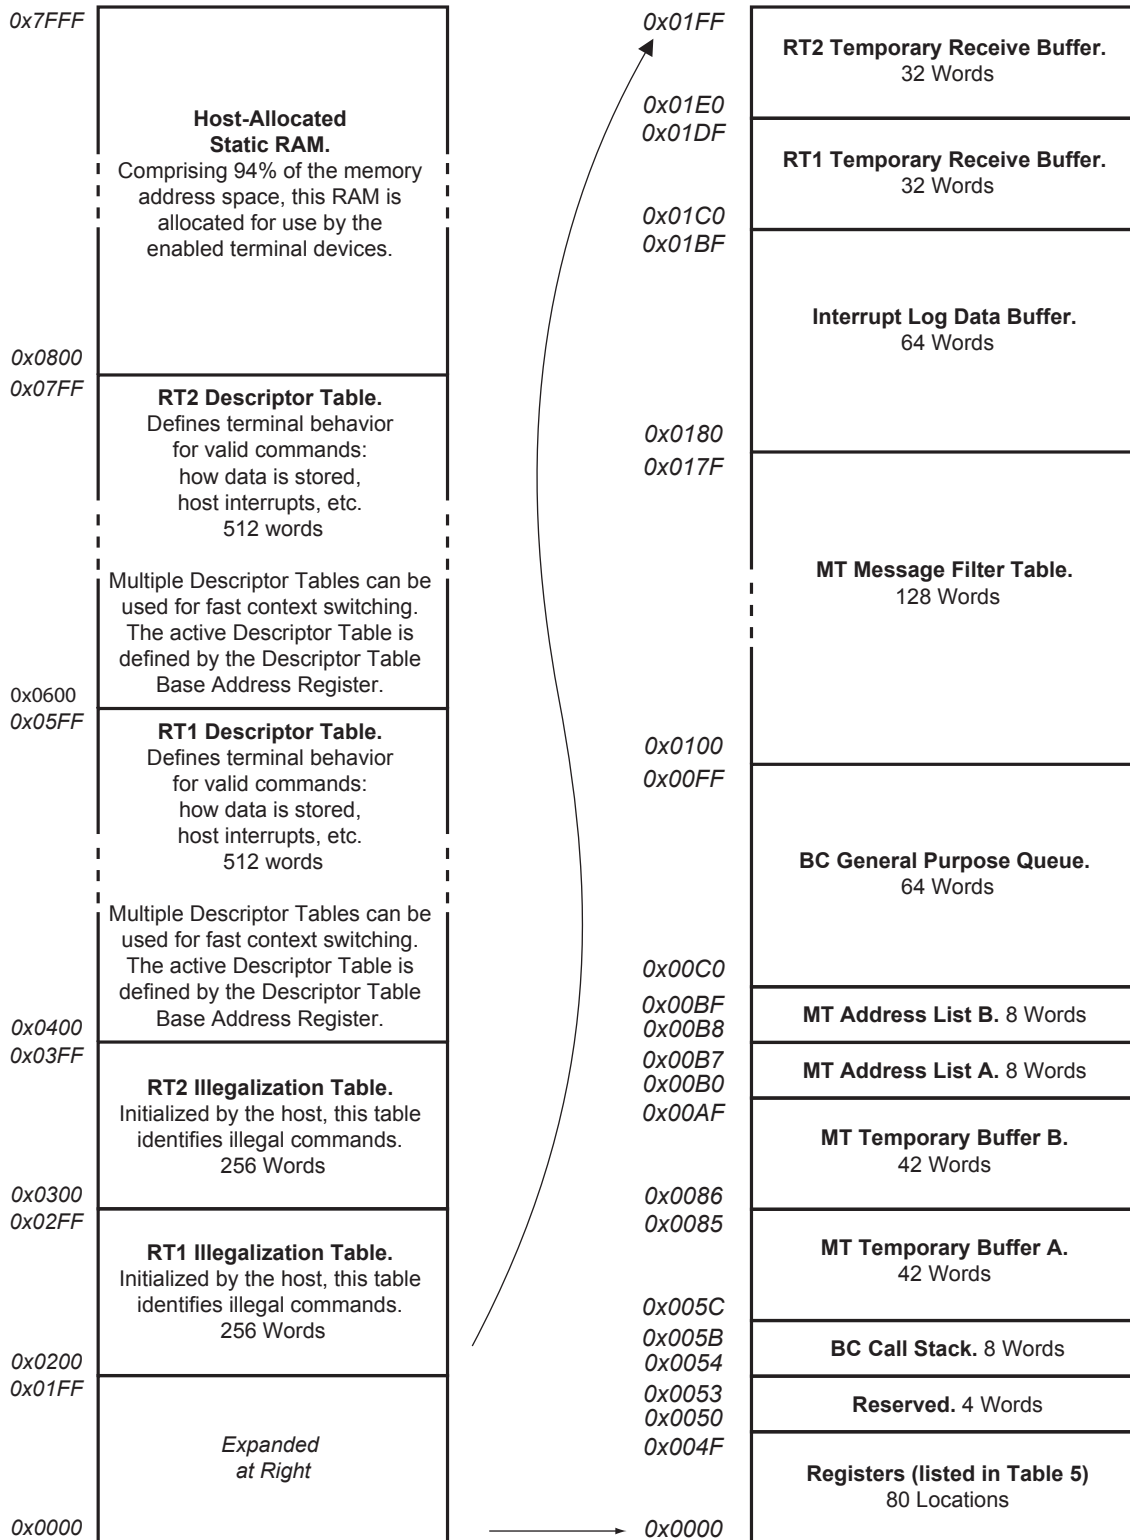 0x7FFF
Host-Allocated
Static RAM.
Comprising 94% of the memory
address space, this RAM is
allocated for use by the
enabled terminal devices.
0x0800
0x07FF
RT2 Descriptor Table.
Defines terminal behavior
for valid commands:
how data is stored,
host interrupts, etc.
512 words
Multiple Descriptor Tables can be
used for fast context switching.
The active Descriptor Table is
defined by the Descriptor Table
Base Address Register.
0x0600
0x05FF
RT1 Descriptor Table.
Defines terminal behavior
for valid commands:
how data is stored,
host interrupts, etc.
512 words
Multiple Descriptor Tables can be
used for fast context switching.
The active Descriptor Table is
defined by the Descriptor Table
Base Address Register.
0x0400
0x03FF
RT2 Illegalization Table.
Initialized by the host, this table
identifies illegal commands.
256 Words
0x0300
0x02FF
RT1 Illegalization Table.
Initialized by the host, this table
identifies illegal commands.
256 Words
0x0200
0x01FF
Expanded
at Right
0x0000
0x01FF
RT2 Temporary Receive Buffer.
32 Words
0x01E0
0x01DF
RT1 Temporary Receive Buffer.
32 Words
0x01C0
0x01BF
Interrupt Log Data Buffer.
64 Words
0x0180
0x017F
MT Message Filter Table.
128 Words
0x0100
0x00FF
BC General Purpose Queue.
64 Words
0x00C0
0x00BF
MT Address List B. 8 Words
0x00B8
0x00B7
MT Address List A. 8 Words
0x00B0
0x00AF
MT Temporary Buffer B.
42 Words
0x0086
0x0085
MT Temporary Buffer A.
42 Words
0x005C
0x005B
BC Call Stack. 8 Words
0x0054
0x0053
Reserved. 4 Words
0x0050
0x004F
Registers (listed in Table 5)
80 Locations
0x0000